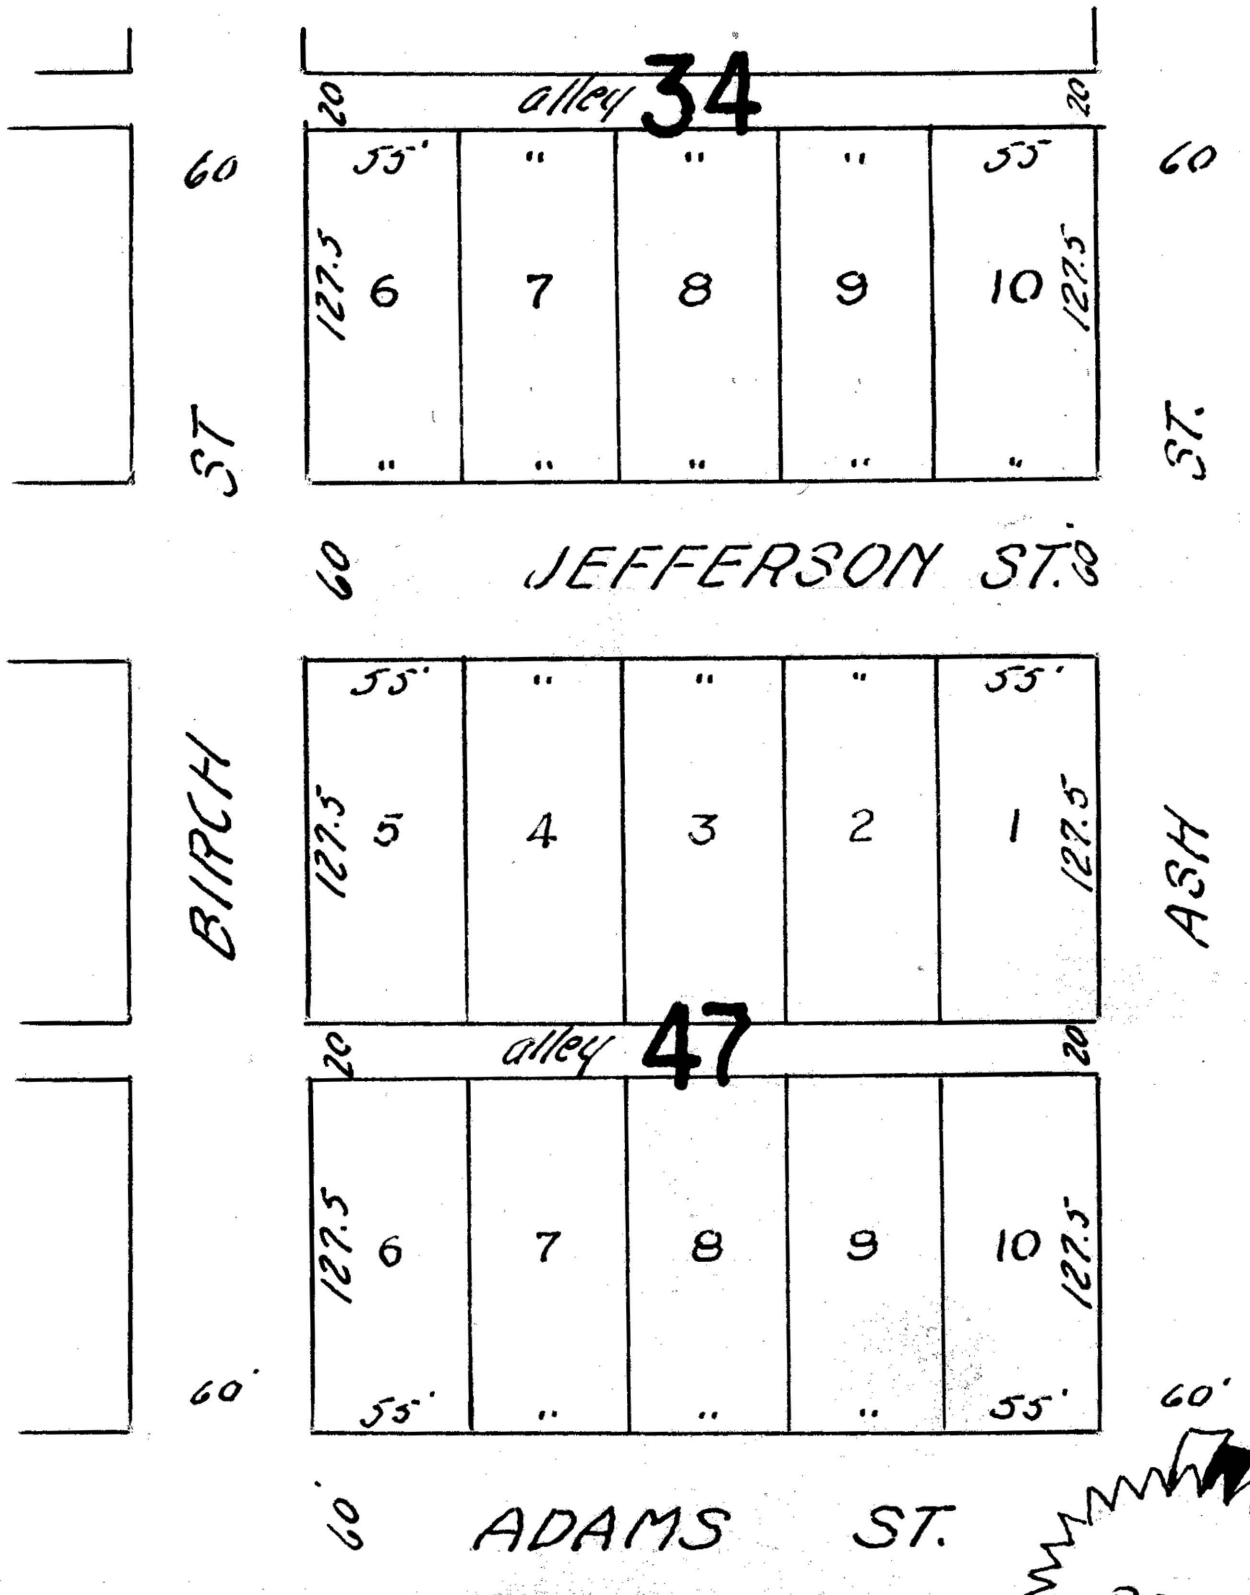 20 alley 34 20
60 55' " " " 55 60
127.5 6 7 8 9 10 127.5
" " " " "
ST ST.
60 JEFFERSON ST. 60
55' " " " 55'
127.5 5 4 3 2 1 127.5
BIRCH ASH
20 alley 47 20
127.5 6 7 8 9 10 127.5
60' 55' " " " 55' 60'
60' ADAMS ST.